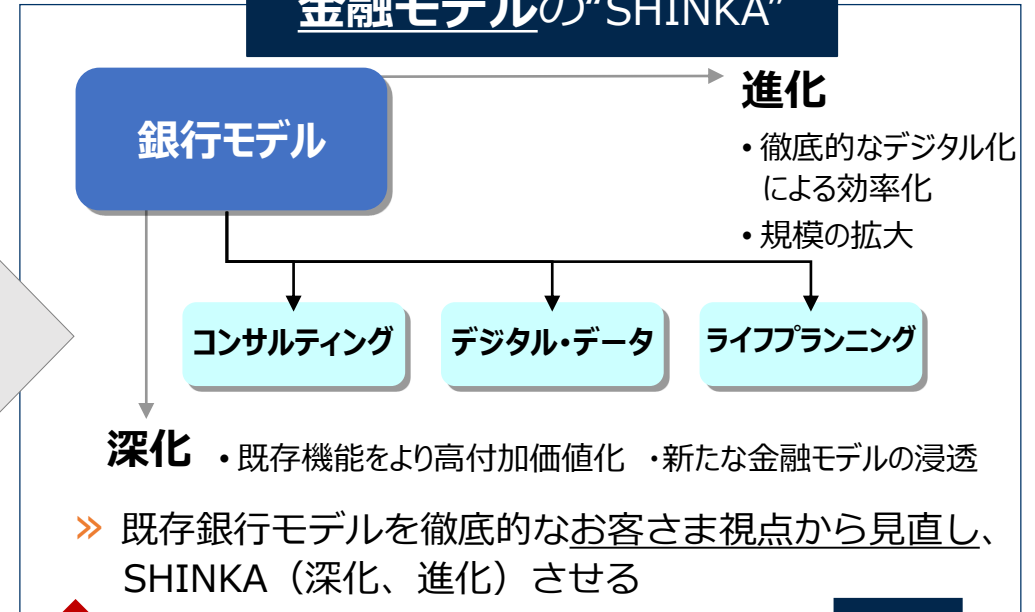 金融モデルの“SHINKA”
銀行モデル
進化
・徹底的なデジタル化
による効率化
・規模の拡大
コンサルティング
デジタル・データ
ライフプランニング
深化 ・既存機能をより高付加価値化 ・新たな金融モデルの浸透
» 既存銀行モデルを徹底的なお客さま視点から見直し、
SHINKA（深化、進化）させる